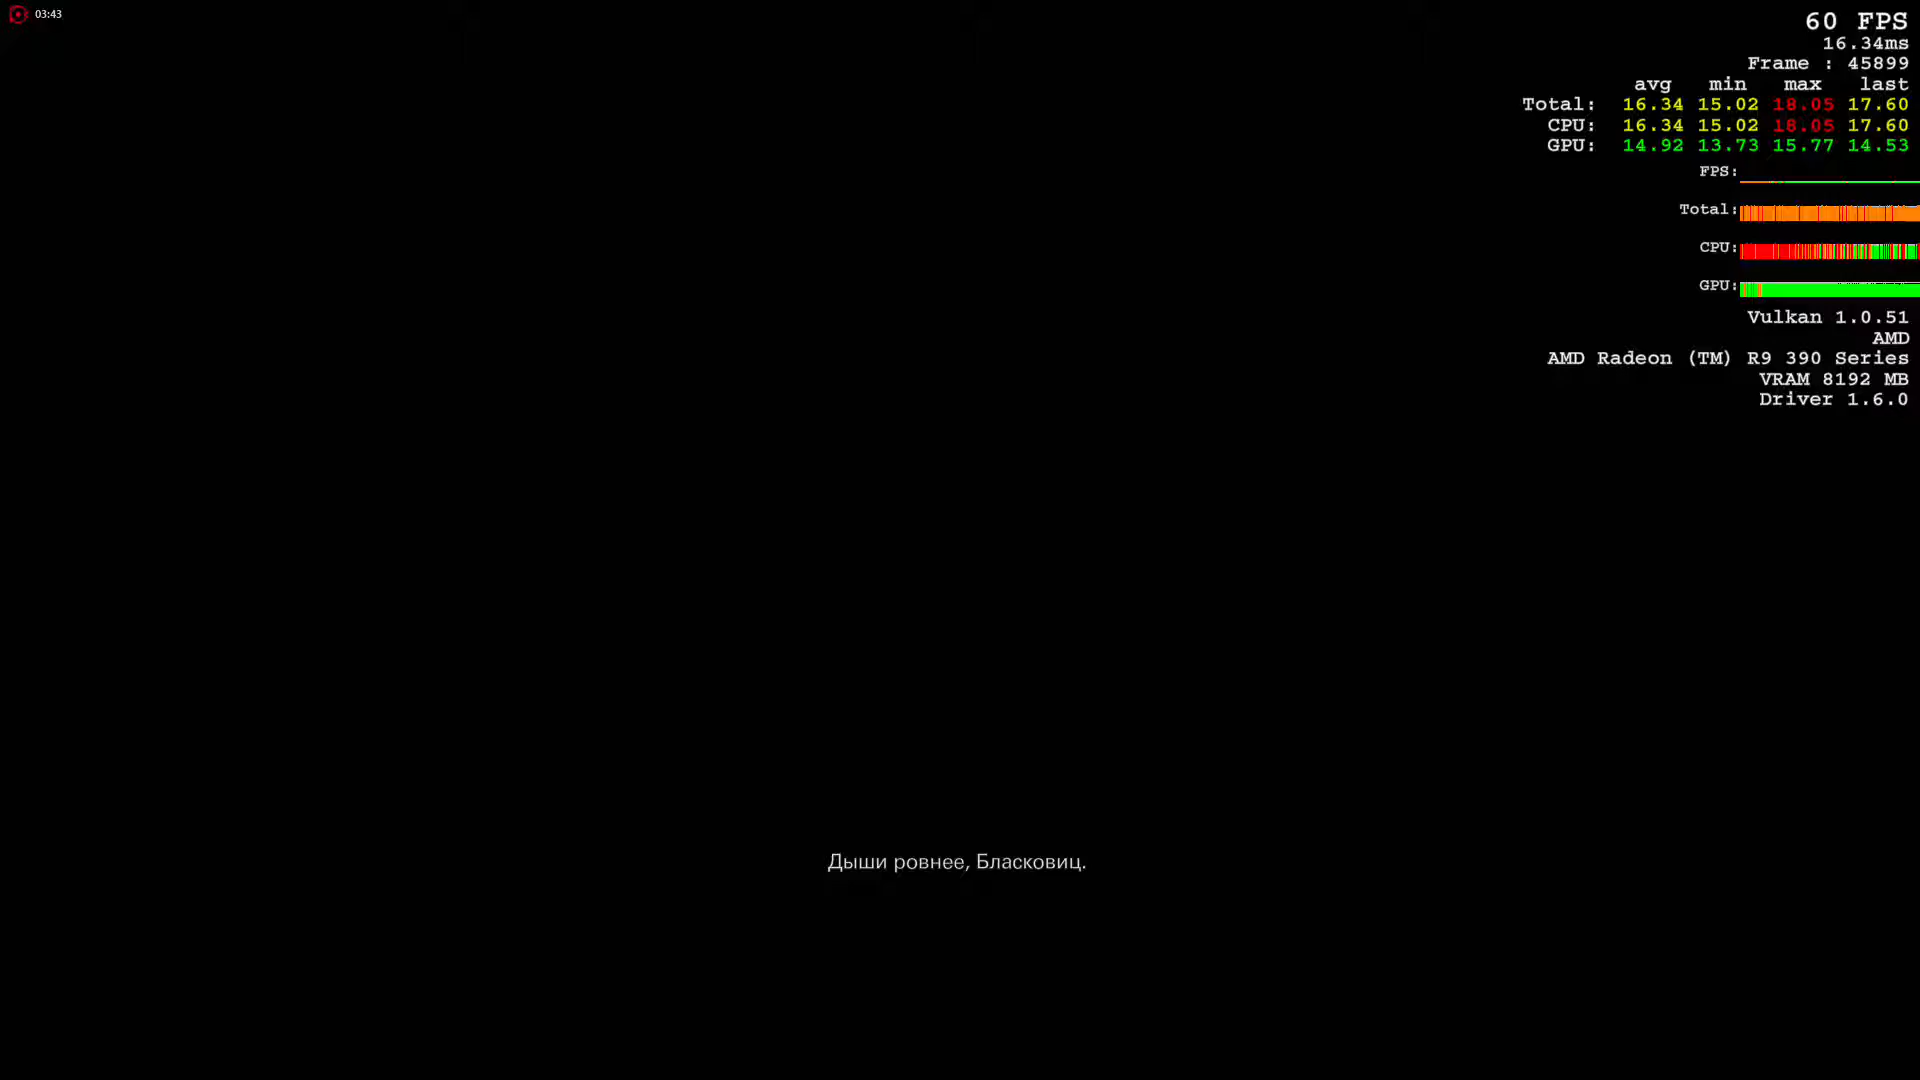 03:43
60 FPS
16.34ms
Frame : 45899
avg min max last
Total: 16.34 15.02 18.05 17.60
CPU: 16.34 15.02 18.05 17.60
GPU: 14.92 13.73 15.77 14.53
FPS:
Total:
CPU:
GPU:
Vulkan 1.0.51
AMD
AMD Radeon (TM) R9 390 Series
VRAM 8192 MB
Driver 1.6.0
Дыши ровнее, Бласковиц.